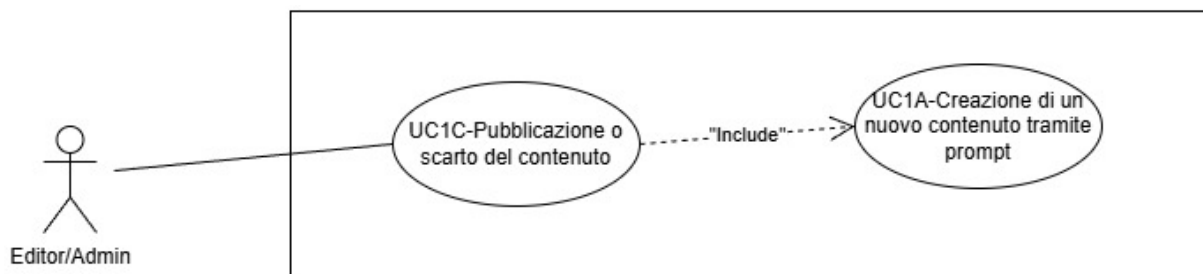 UC1C-Pubblicazione o
scarto del contenuto
"Include"
UC1A-Creazione di un
nuovo contenuto tramite
prompt
Editor/Admin